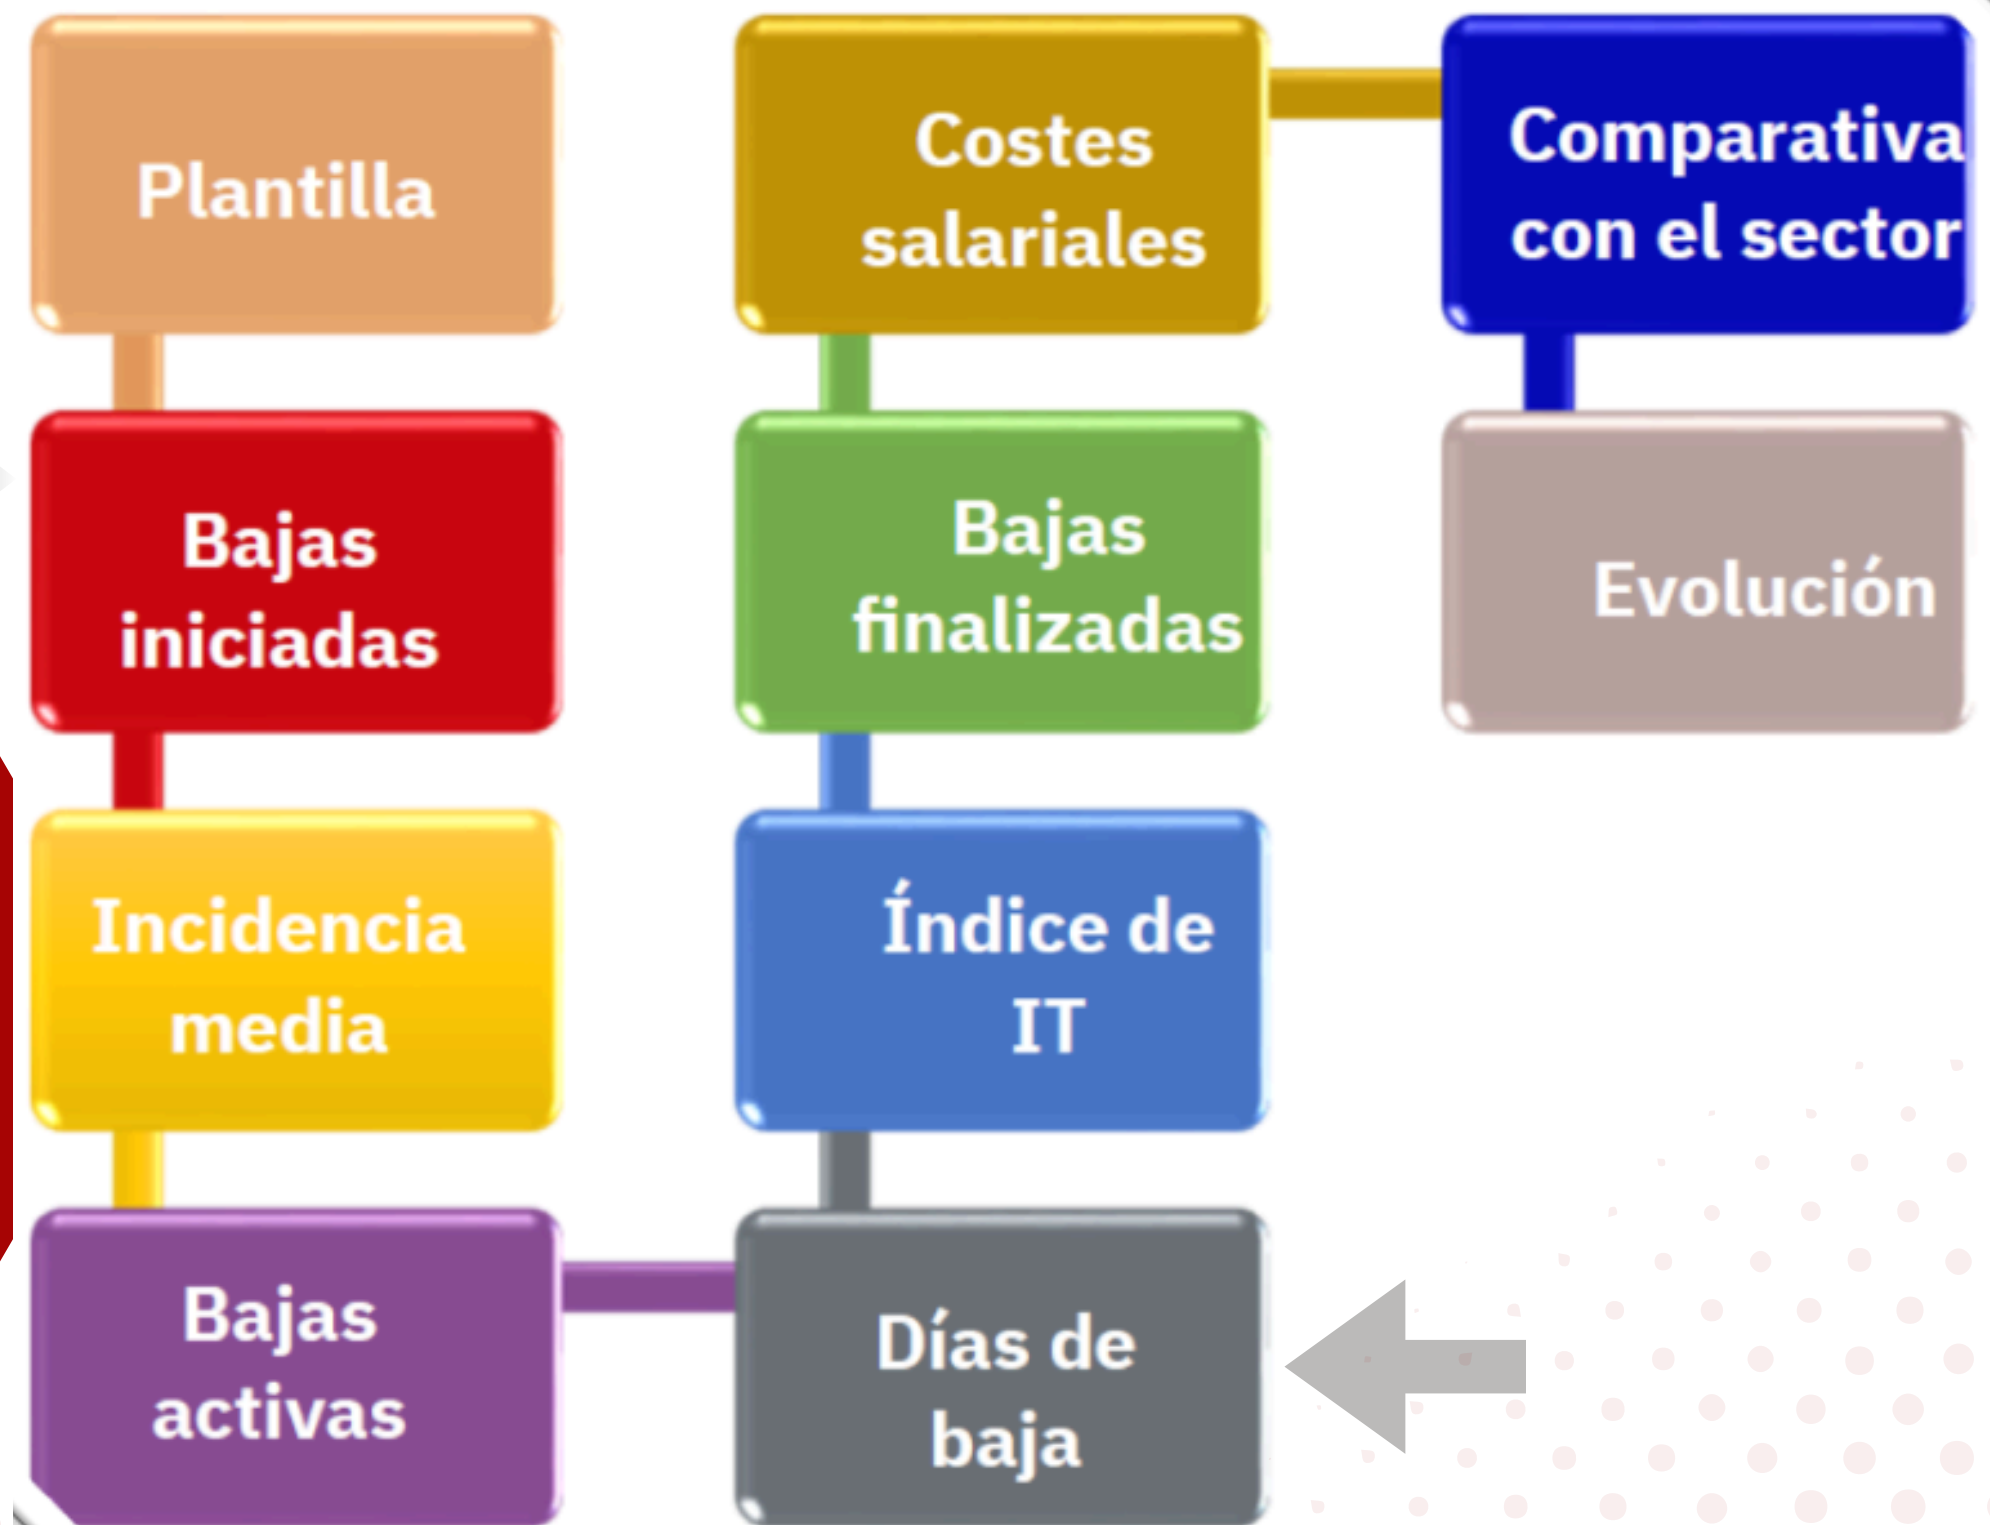 Plantilla
Bajas
iniciadas
Incidencia
media
Bajas
activas
Días de
baja
Índice de
IT
Bajas
finalizadas
Costes
salariales
Comparativa
con el sector
Evolución